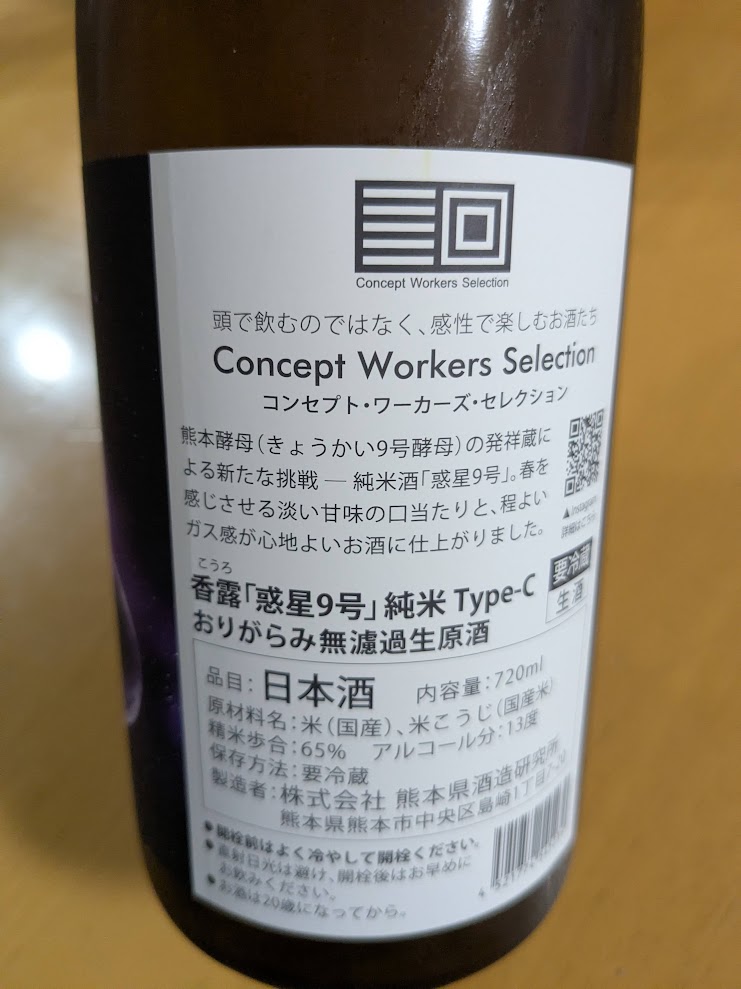 Concept Workers Selection
頭で飲むのではなく、感性で楽しむお酒たち
Concept Workers Selection
コンセプト・ワーカーズ・セレクション
熊本酵母(きょうかい9号酵母)の発祥蔵に
よる新たな挑戦 ― 純米酒「惑星9号」。春を
感じさせる淡い甘味の口当たりと、程よい
ガス感が心地よいお酒に仕上がりました。
▲Instagram
詳細はこちら
こうろ
香露「惑星9号」純米 Type-C
おりがらみ無濾過生原酒
要冷蔵
生酒
品目:日本酒 内容量:720ml
原材料名:米(国産)、米こうじ(国産米)
精米歩合:65% アルコール分:13度
保存方法:要冷蔵
製造者:株式会社 熊本県酒造研究所
熊本県熊本市中央区島崎1丁目7-20
●開栓前はよく冷やして開栓ください。
●直射日光は避け、開栓後はお早めに
お飲みください。
●お酒は20歳になってから。